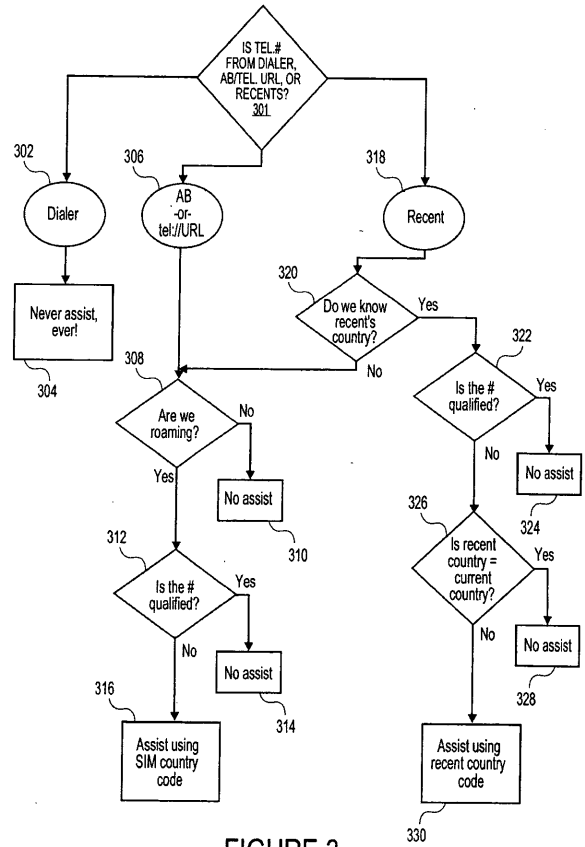 IS TEL.#
FROM DIALER,
AB/TEL. URL, OR
RECENTS?
301
302
Dialer
Never assist,
ever!
304
306
AB
-or-
tel://URL
318
Recent
320
Do we know
recent's
country?
Yes
No
322
Is the #
qualified?
Yes
No
No assist
324
308
Are we
roaming?
No
Yes
No assist
310
326
Is recent
country =
current
country?
Yes
No
No assist
328
312
Is the #
qualified?
Yes
No
No assist
314
316
Assist using
SIM country
code
Assist using
recent country
code
330